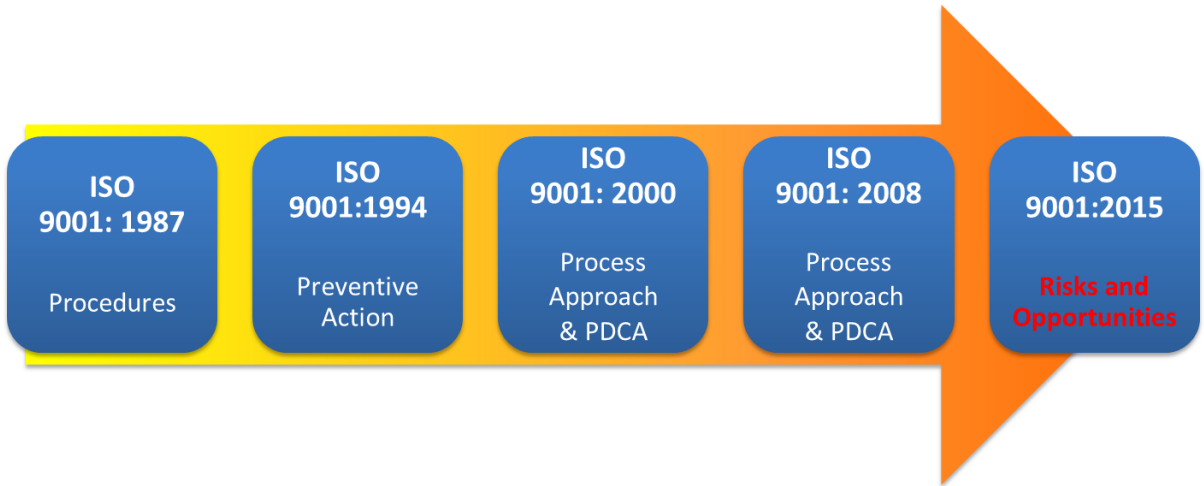 ISO
9001: 1987
Procedures
ISO
9001:1994
Preventive
Action
ISO
9001: 2000
Process
Approach
& PDCA
ISO
9001: 2008
Process
Approach
& PDCA
ISO
9001:2015
Risks and
Opportunities